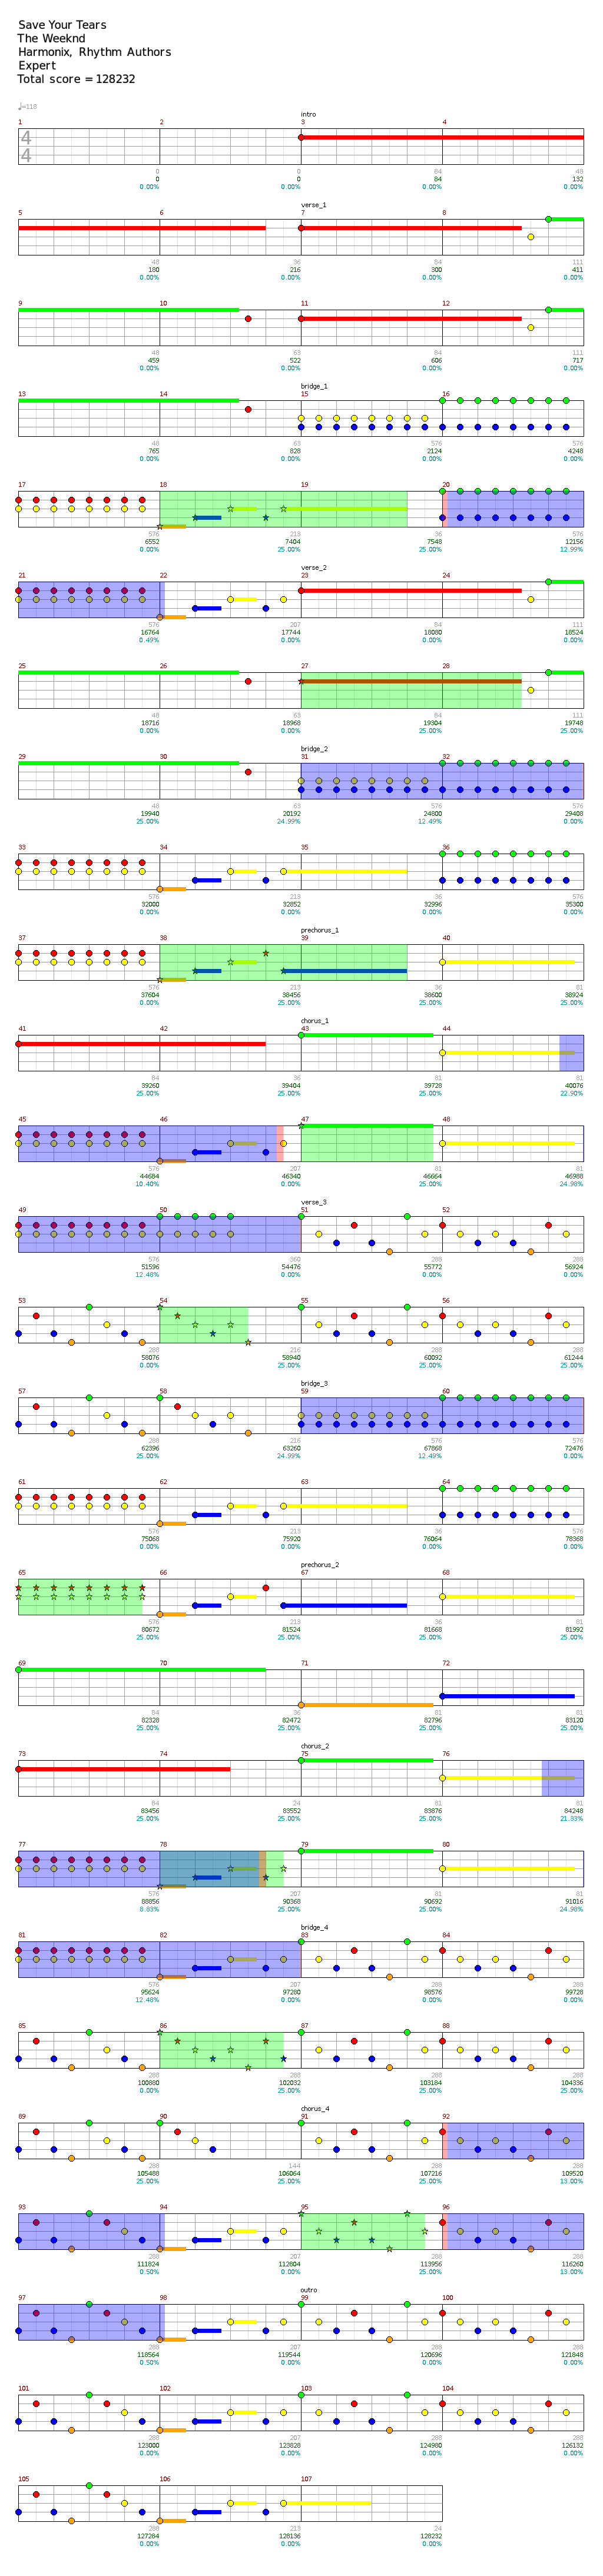 Save Your Tears
The Weeknd
Harmonix, Rhythm Authors
Expert
Total score = 128232
♩=118
intro
1 2 3 4
4
4
0 0 84 48
0 0 84 132
0.00% 0.00% 0.00% 0.00%
verse_1
5 6 7 8
48 36 84 111
180 216 300 411
0.00% 0.00% 0.00% 0.00%
9 10 11 12
48 63 84 111
459 522 606 717
0.00% 0.00% 0.00% 0.00%
bridge_1
13 14 15 16
48 63 576 576
765 828 2124 4248
0.00% 0.00% 0.00% 0.00%
17 18 19 20
576 213 36 576
6552 7404 7548 12156
0.00% 25.00% 25.00% 12.99%
verse_2
21 22 23 24
576 207 84 111
16764 17744 18080 18524
0.49% 0.00% 0.00% 0.00%
25 26 27 28
48 63 84 111
18716 18968 19304 19748
0.00% 0.00% 25.00% 25.00%
bridge_2
29 30 31 32
48 63 576 576
19940 20192 24800 29408
25.00% 24.99% 12.49% 0.00%
33 34 35 36
576 213 36 576
32000 32852 32996 35300
0.00% 0.00% 0.00% 0.00%
prechorus_1
37 38 39 40
576 213 36 81
37604 38456 38600 38924
0.00% 25.00% 25.00% 25.00%
chorus_1
41 42 43 44
84 36 81 81
39260 39404 39728 40076
25.00% 25.00% 25.00% 22.90%
45 46 47 48
576 207 81 81
44684 46340 46664 46988
10.40% 0.00% 25.00% 24.98%
verse_3
49 50 51 52
576 360 288 288
51596 54476 55772 56924
12.48% 0.00% 0.00% 0.00%
53 54 55 56
288 216 288 288
58076 58940 60092 61244
0.00% 25.00% 25.00% 25.00%
bridge_3
57 58 59 60
288 216 576 576
62396 63260 67868 72476
25.00% 24.99% 12.49% 0.00%
61 62 63 64
576 213 36 576
75068 75920 76064 78368
0.00% 0.00% 0.00% 0.00%
prechorus_2
65 66 67 68
576 213 36 81
80672 81524 81668 81992
25.00% 25.00% 25.00% 25.00%
69 70 71 72
84 36 81 81
82328 82472 82796 83120
25.00% 25.00% 25.00% 25.00%
chorus_2
73 74 75 76
84 24 81 81
83456 83552 83876 84248
25.00% 25.00% 25.00% 21.33%
77 78 79 80
576 207 81 81
88856 90368 90692 91016
8.83% 25.00% 25.00% 24.98%
bridge_4
81 82 83 84
576 207 288 288
95624 97280 98576 99728
12.48% 0.00% 0.00% 0.00%
85 86 87 88
288 288 288 288
100880 102032 103184 104336
0.00% 25.00% 25.00% 25.00%
chorus_4
89 90 91 92
288 144 288 288
105488 106064 107216 109520
25.00% 25.00% 25.00% 13.00%
93 94 95 96
288 207 288 288
111824 112804 113956 116260
0.50% 0.00% 25.00% 13.00%
outro
97 98 99 100
288 207 288 288
118564 119544 120696 121848
0.50% 0.00% 0.00% 0.00%
101 102 103 104
288 207 288 288
123000 123828 124980 126132
0.00% 0.00% 0.00% 0.00%
105 106 107
288 213 24
127284 128136 128232
0.00% 0.00% 0.00%